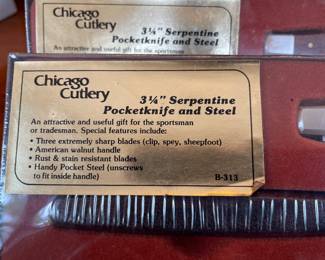 Chicago
Cutlery
3¼" Serpentine
Pocketknife and Steel
An attractive and useful gift for the sportsman
Chicago
Cutlery
3¼" Serpentine
Pocketknife and Steel
An attractive and useful gift for the sportsman
or tradesman. Special features include:
• Three extremely sharp blades (clip, spey, sheepfoot)
• American walnut handle
• Rust & stain resistant blades
• Handy Pocket Steel (unscrews
to fit inside handle)
B-313